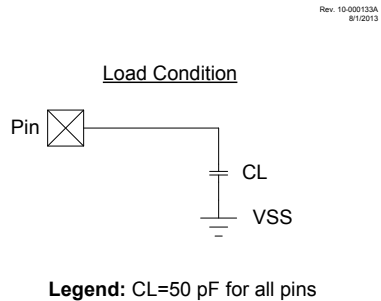 Rev. 10-000133A
8/1/2013
Load Condition
Pin
CL
VSS
Legend: CL=50 pF for all pins